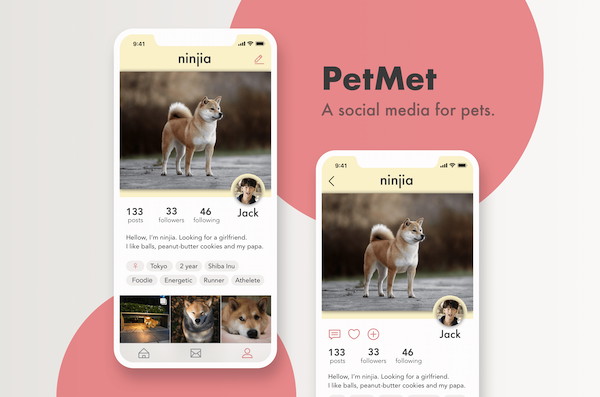 9:41
ninjia
133
posts
33
followers
46
following
Jack
Hellow, I'm ninjia. Looking for a girlfriend.
I like balls, peanut-butter cookies and my papa.
Tokyo 2 year Shiba Inu
Foodie Energetic Runner Athelete
PetMet
A social media for pets.
9:41
ninjia
Jack
133
posts
33
followers
46
following
Hellow, I'm ninjia. Looking for a girlfriend.
I like balls, peanut-butter cookies and my papa.